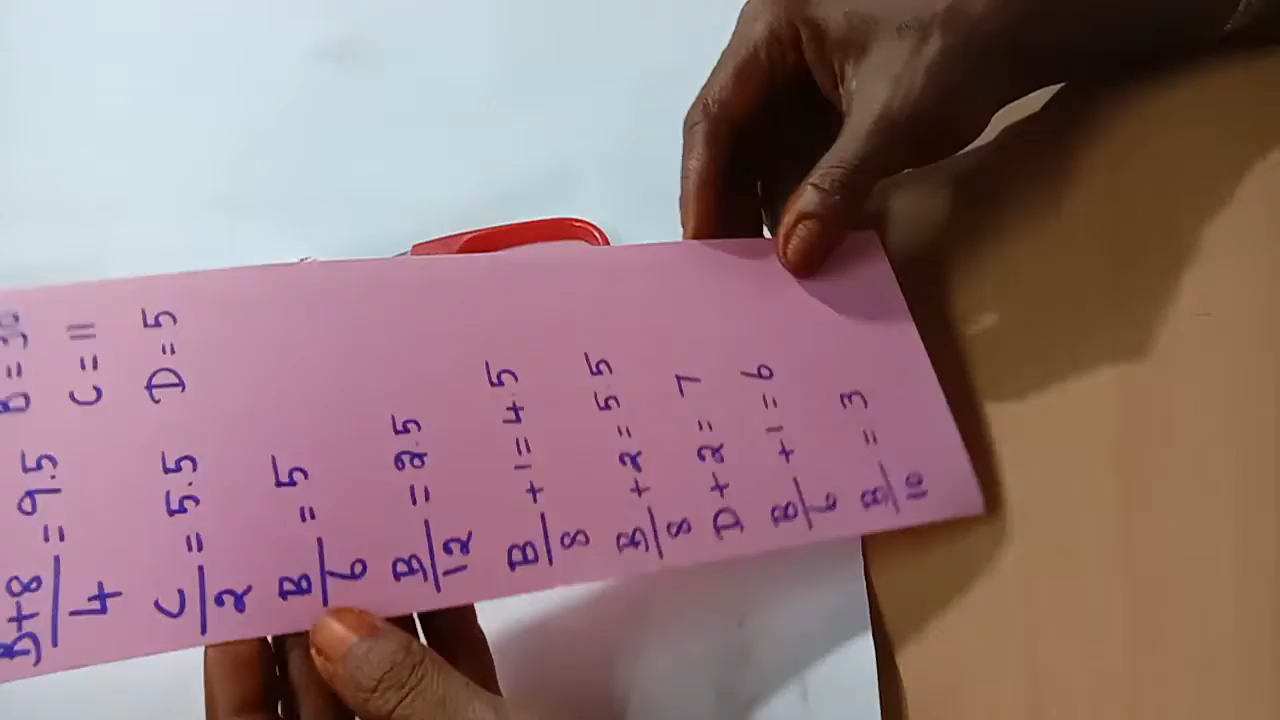 B+8/4 = 9.5 B = 30
C/2 = 5.5 C = 11
B/6 = 5 D = 5
B/12 = 2.5
B/8 + 1 = 4.5
B/8 + 2 = 5.5
D + 2 = 7
B/6 + 1 = 6
B/10 = 3